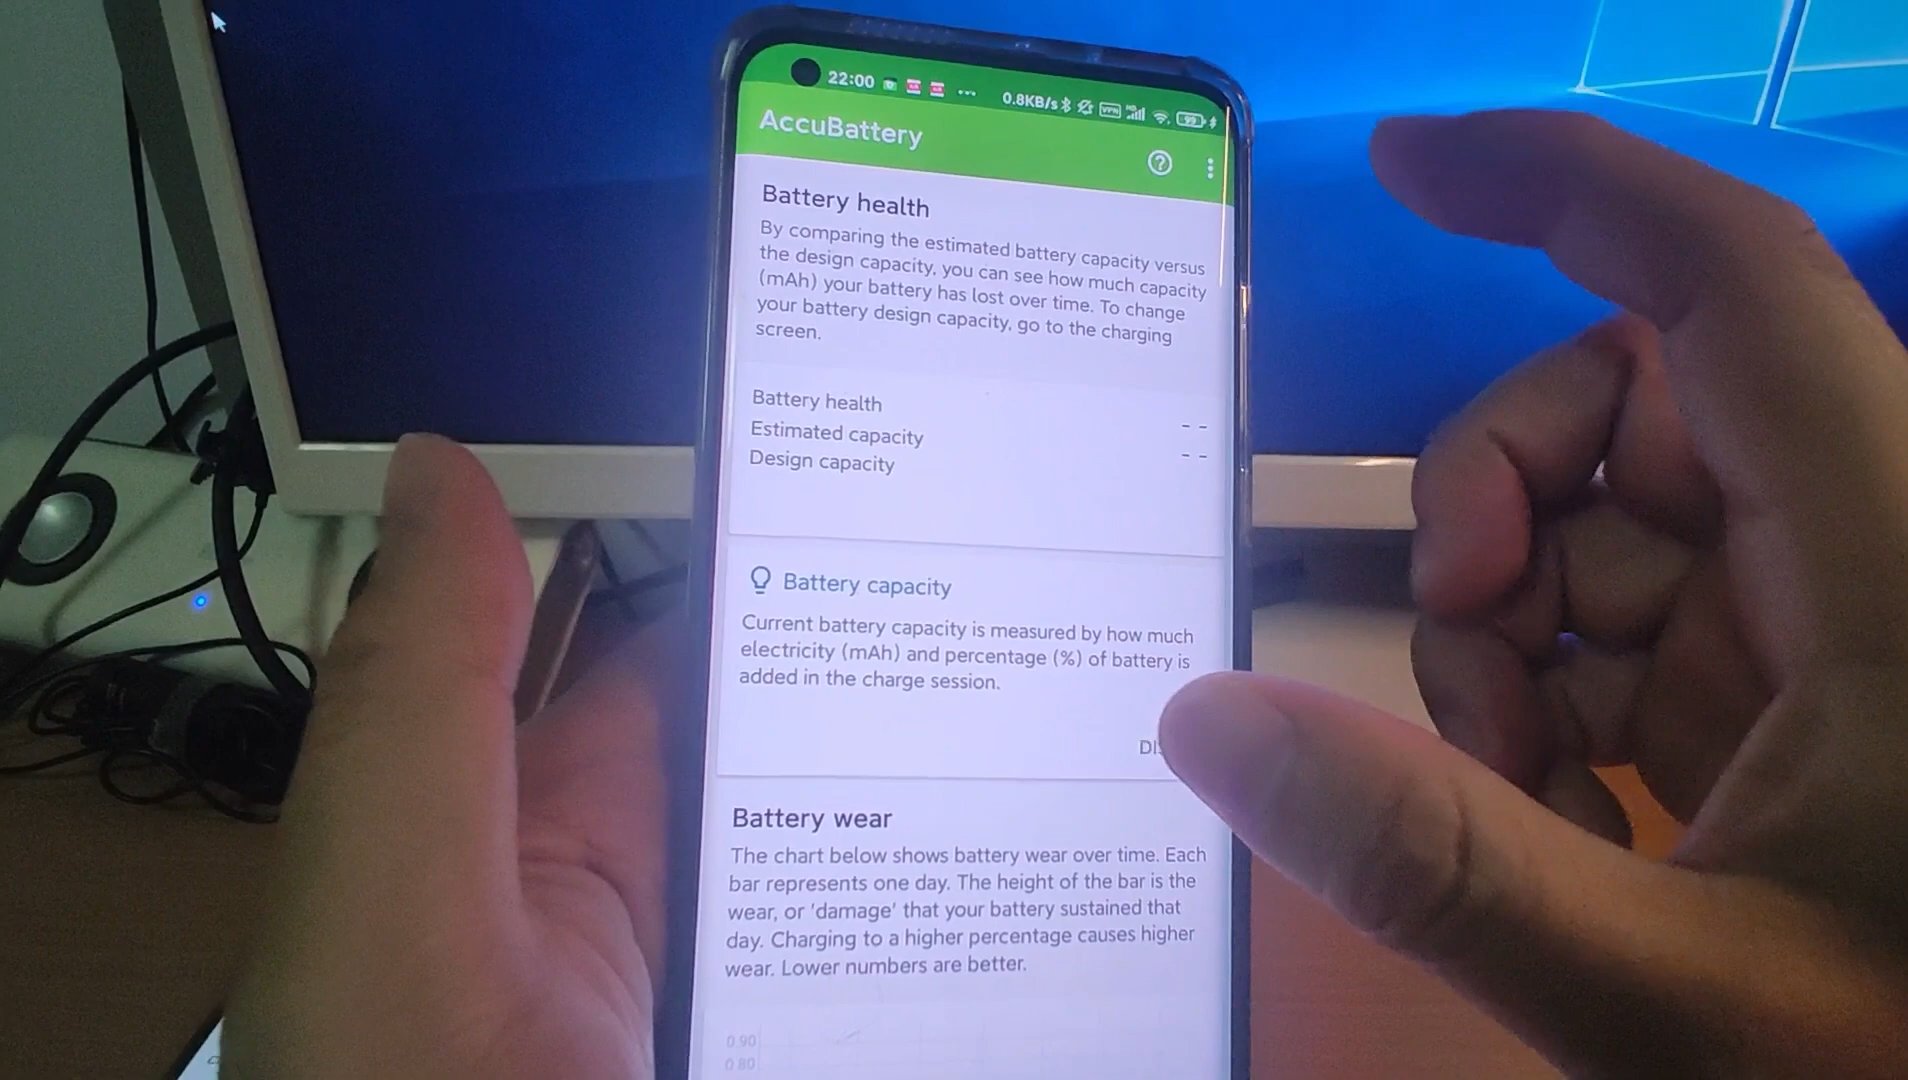 22:00 0.8KB/s VPN HD 99
AccuBattery
Battery health
By comparing the estimated battery capacity versus
the design capacity, you can see how much capacity
(mAh) your battery has lost over time. To change
your battery design capacity, go to the charging
screen.
Battery health
Estimated capacity - -
Design capacity - -
Battery capacity
Current battery capacity is measured by how much
electricity (mAh) and percentage (%) of battery is
added in the charge session.
Battery wear
The chart below shows battery wear over time. Each
bar represents one day. The height of the bar is the
wear, or 'damage' that your battery sustained that
day. Charging to a higher percentage causes higher
wear. Lower numbers are better.
0.90
0.80